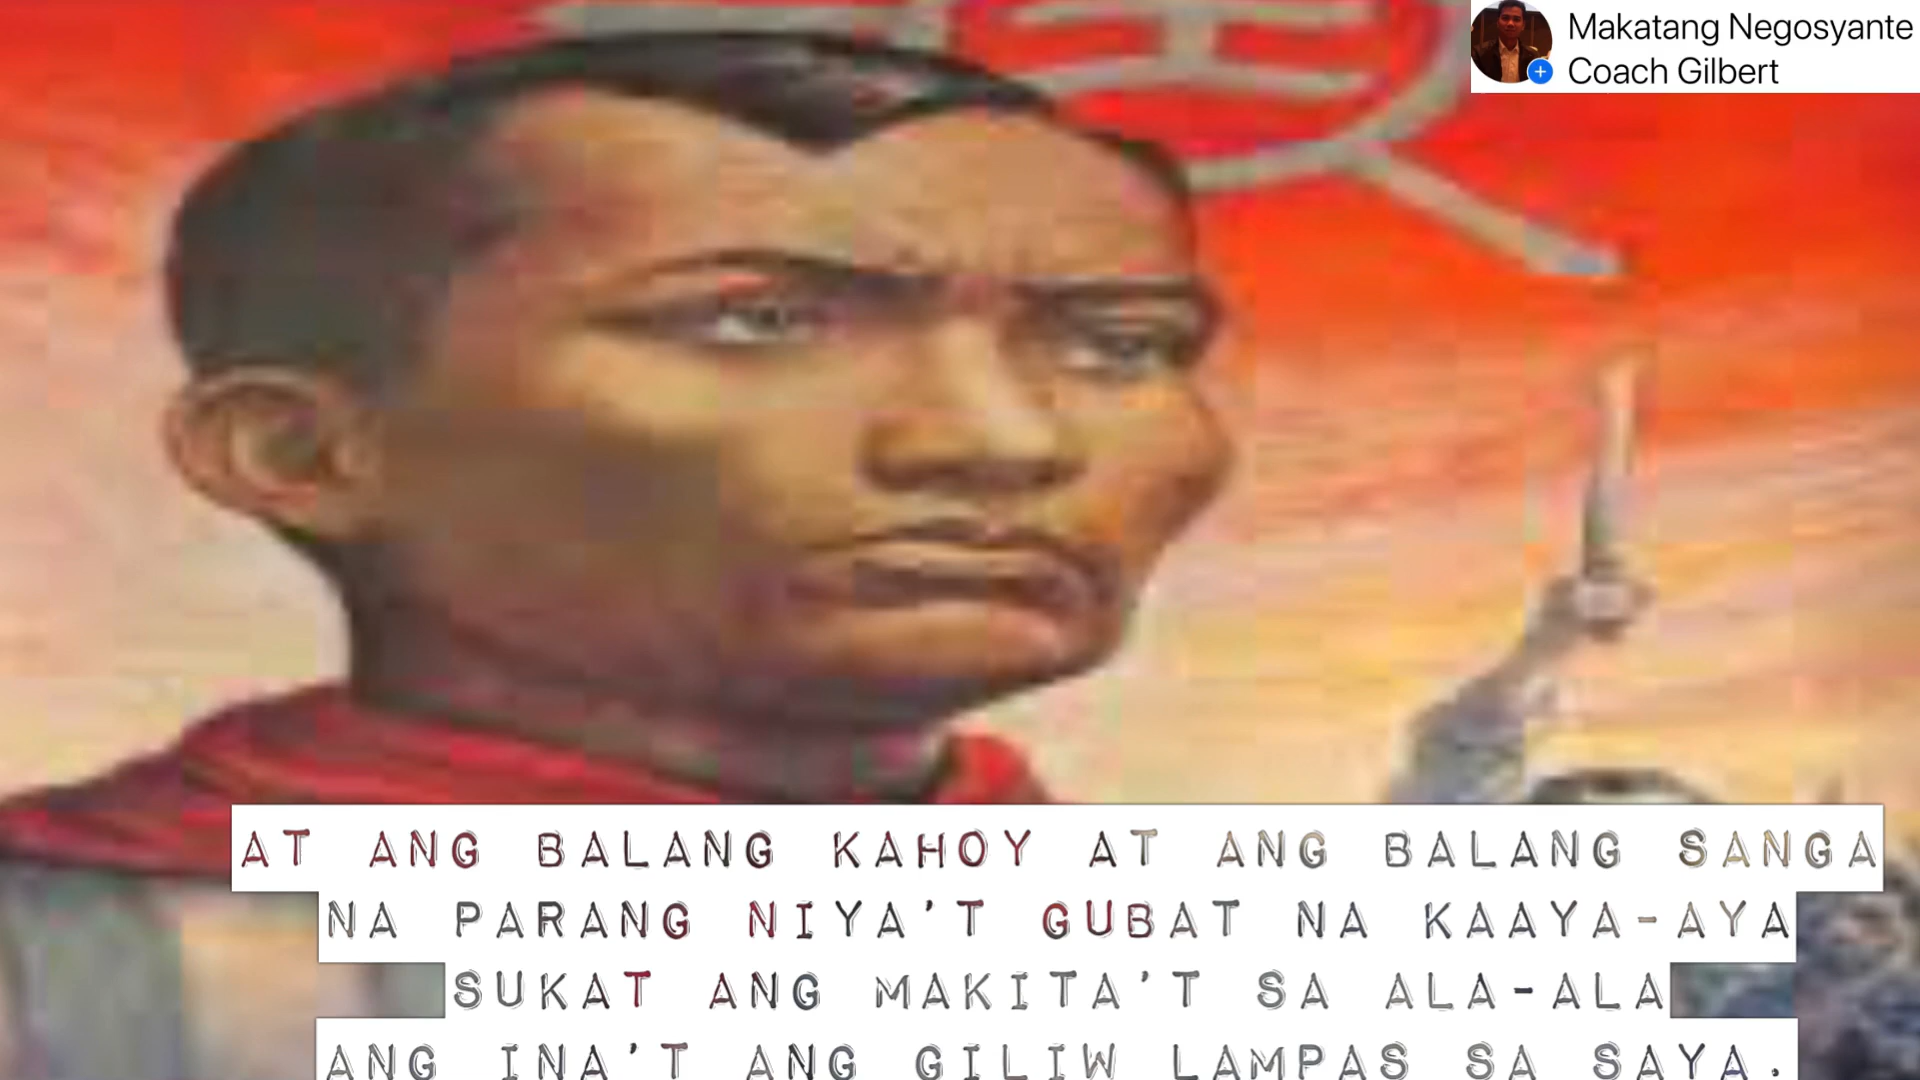 Makatang Negosyante
Coach Gilbert
AT ANG BALANG KAHOY AT ANG BALANG SANGA
NA PARANG NIYA'T GUBAT NA KAAYA-AYA
SUKAT ANG MAKITA'T SA ALA-ALA
ANG INA'T ANG GILIW LAMPAS SA SAYA.